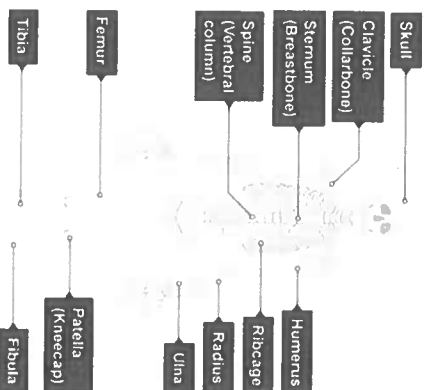 Skull
Clavicle
(Collarbone)
Sternum
(Breastbone)
Spine
(Vertebral
column)
Femur
Tibia
Humerus
Ribcage
Radius
Ulna
Patella
(Kneecap)
Fibula